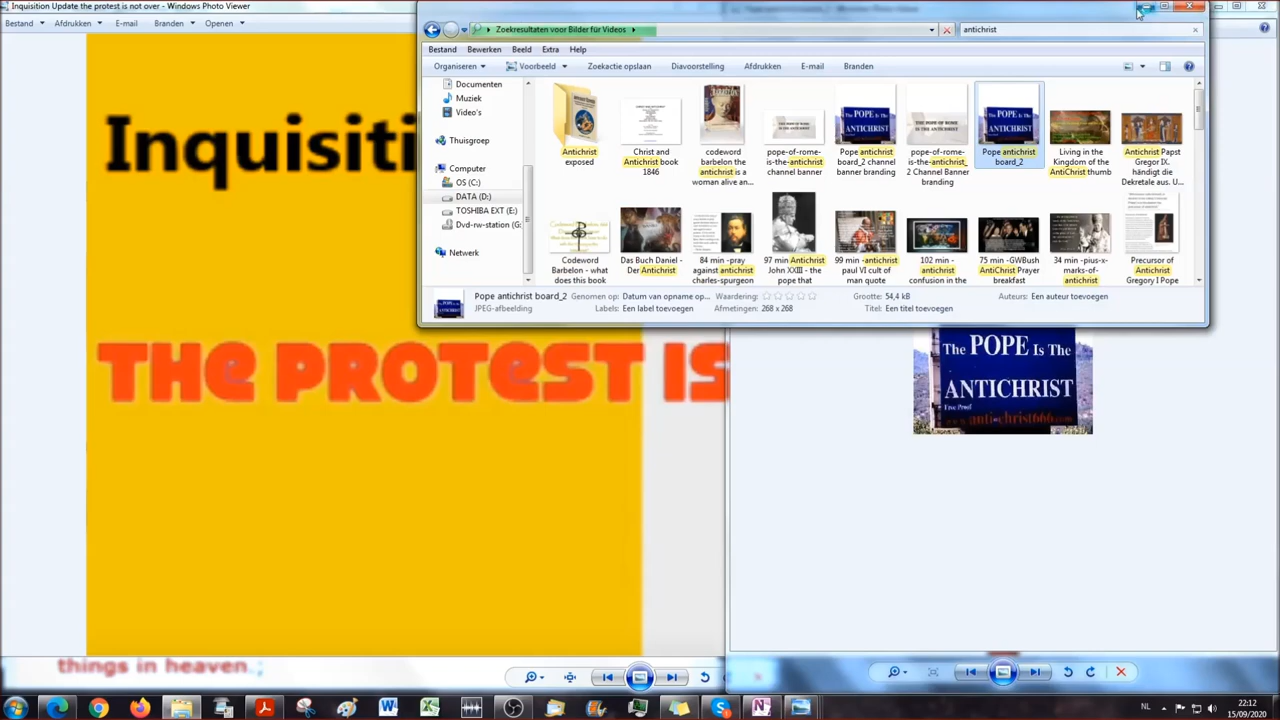 Inquisition Update the protest is not over - Windows Photo Viewer
Bestand Afdrukken E-mail Branden Openen
Inquisiti
THe PROTeST IS
things in heaven ;
Zoekresultaten voor Bilder für Videos
antichrist
Bestand Bewerken Beeld Extra Help
Organiseren Voorbeeld Zoekactie opslaan Diavoorstelling Afdrukken E-mail Branden
Documenten
Muziek
Video's
Thuisgroep
Computer
OS (C:)
DATA (D:)
TOSHIBA EXT (E:)
Dvd-rw-station (G:
Netwerk
Antichrist exposed
Christ and Antichrist book 1846
codeword barbelon the antichrist is a woman alive an...
pope-of-rome-is-the-antichrist channel banner
Pope antichrist board_2 channel banner branding
pope-of-rome-is-the-antichrist_2 Channel Banner branding
Pope antichrist board_2
Living in the Kingdom of the AntiChrist thumb
Antichrist Papst Gregor IX. händigt die Dekretale aus. U...
Codeword Barbelon - what does this book
Das Buch Daniel - Der Antichrist
84 min -pray against antichrist charles-spurgeon
97 min Antichrist John XXIII - the pope that
99 min -antichrist paul VI cult of man quote
102 min - antichrist confusion in the
75 min -GWBush AntiChrist Prayer breakfast
34 min -pius-x-marks-of-antichrist
Precursor of Antichrist Gregory I Pope
Pope antichrist board_2 Genomen op: Datum van opname op... Waardering: Grootte: 54,4 kB Auteurs: Een auteur toevoegen
JPEG-afbeelding Labels: Een label toevoegen Afmetingen: 268 x 268 Titel: Een titel toevoegen
The POPE Is The
ANTICHRIST
Free Proof
www.anti-christ666.com
NL
22:12
15/09/2020